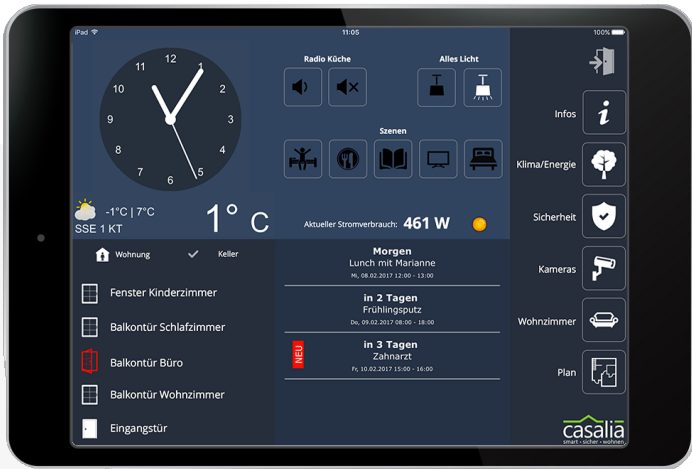 iPad
11:05
100%
12
1
2
3
4
5
6
7
8
9
10
11
-1°C | 7°C
SSE 1 KT
1° C
Radio Küche
Alles Licht
Szenen
Aktueller Stromverbrauch: 461 W
Wohnung
Keller
Fenster Kinderzimmer
Balkontür Schlafzimmer
Balkontür Büro
Balkontür Wohnzimmer
Eingangstür
Morgen
Lunch mit Marianne
Mi, 08.02.2017 12:00 - 13:00
in 2 Tagen
Frühlingsputz
Do, 09.02.2017 08:00 - 18:00
NEU
in 3 Tagen
Zahnarzt
Fr, 10.02.2017 15:00 - 16:00
Infos
i
Klima/Energie
Sicherheit
Kameras
Wohnzimmer
Plan
casalia
smart • sicher • wohnen